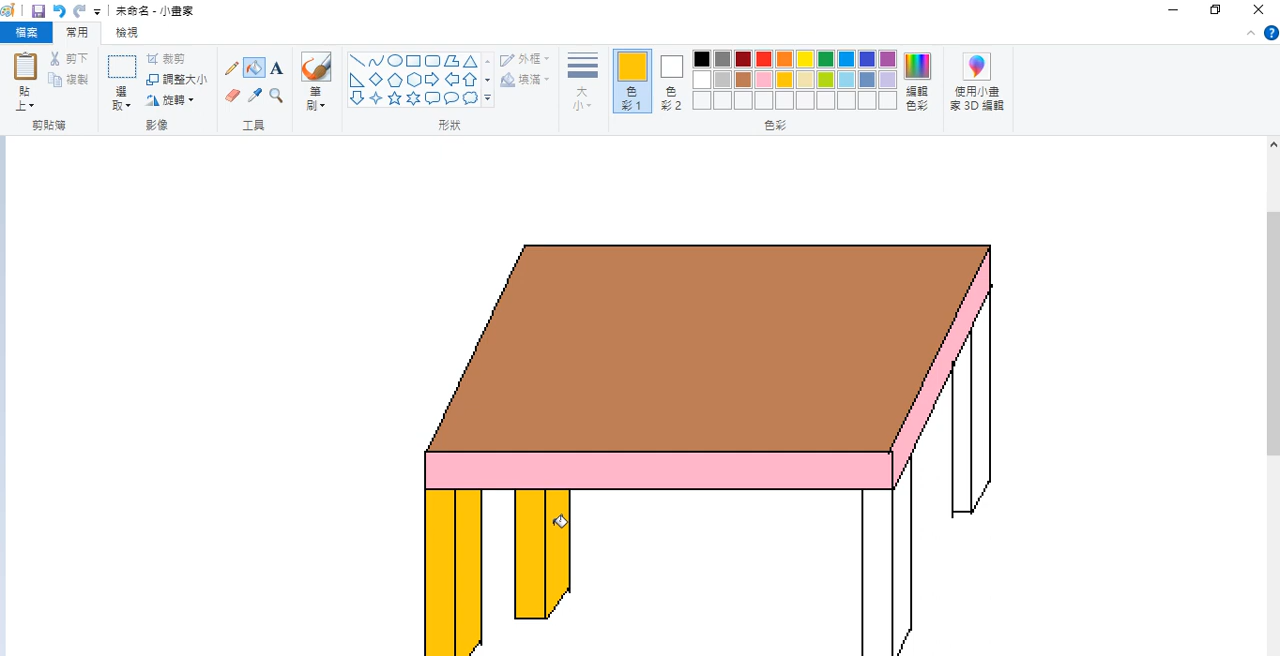 未命名 - 小畫家
檔案
常用
檢視
貼
上
剪下
複製
剪貼簿
選
取
裁剪
調整大小
旋轉
影像
A
工具
筆
刷
外框
填滿
形狀
大
小
色
彩 1
色
彩 2
色彩
編輯
色彩
使用小畫
家 3D 編輯
?